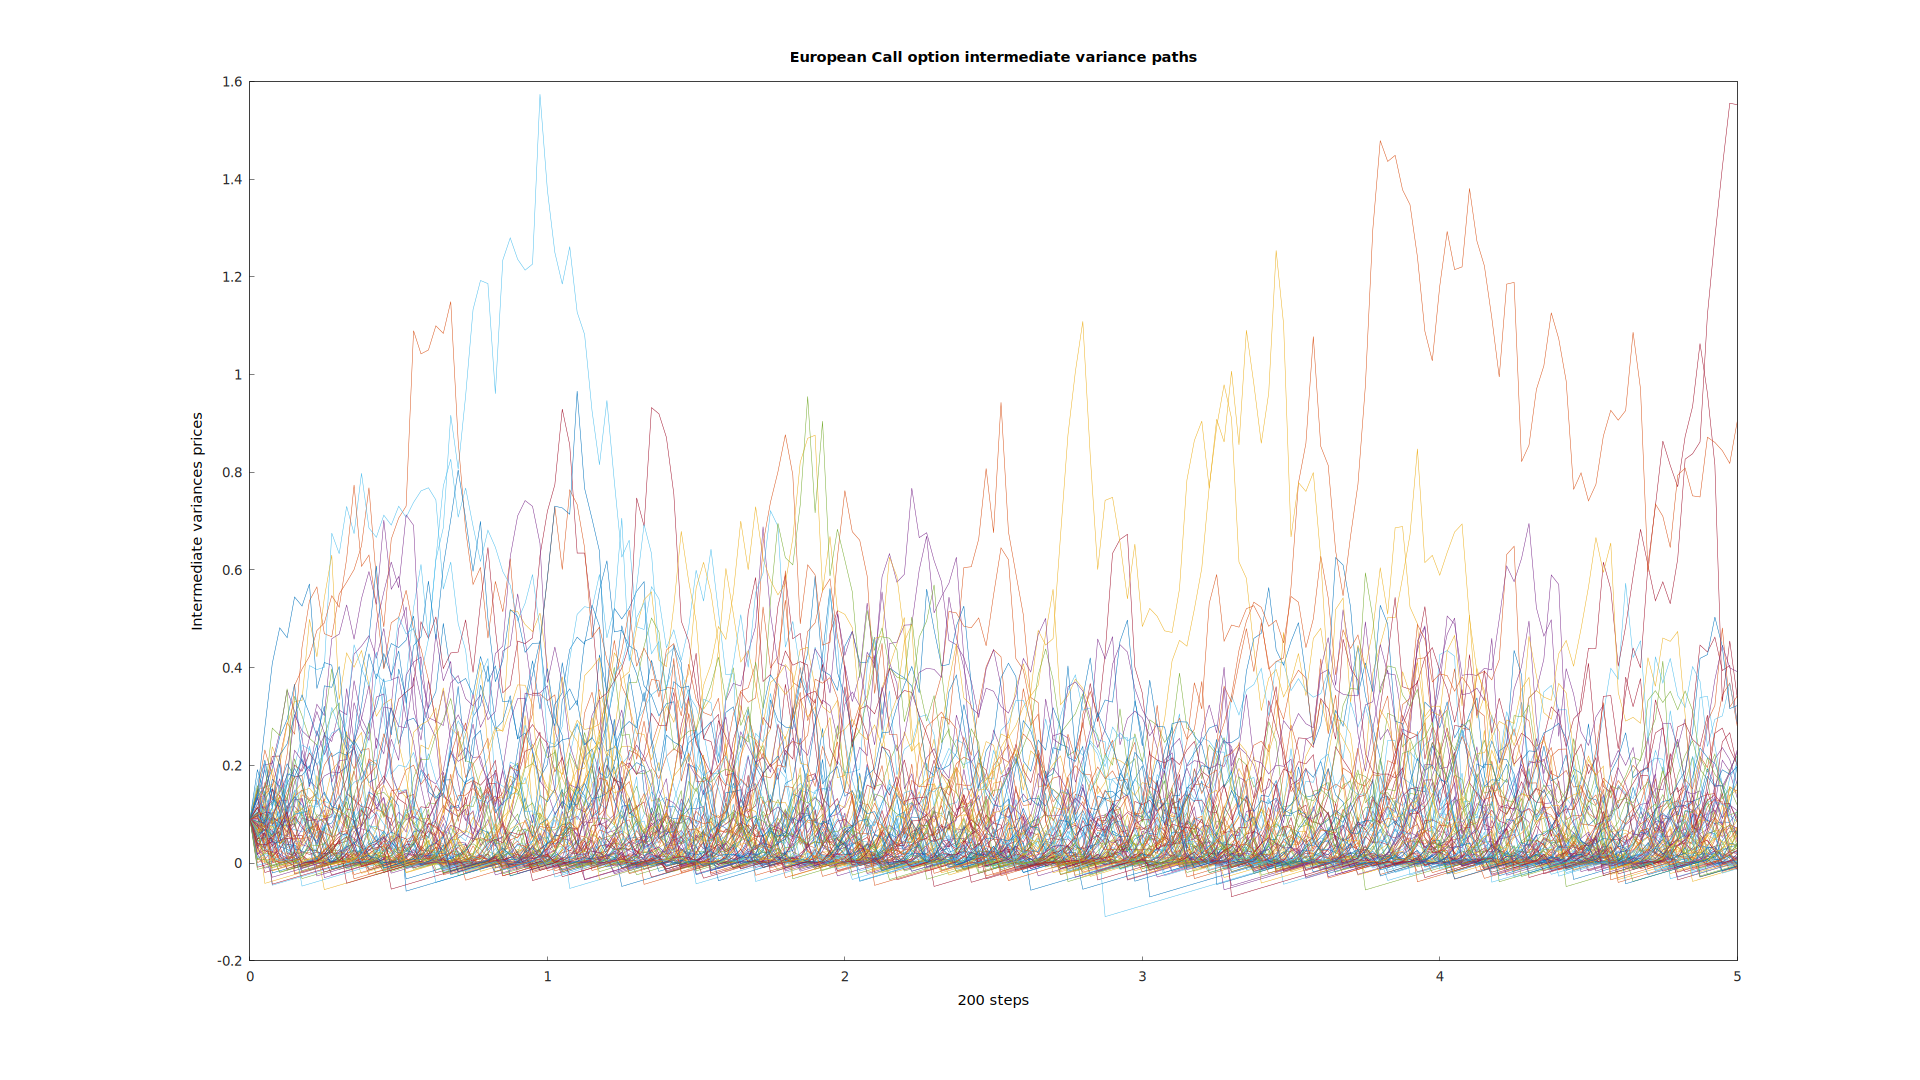 European Call option intermediate variance paths
1.6
1.4
1.2
1
0.8
0.6
0.4
0.2
0
-0.2
Intermediate variances prices
0 1 2 3 4 5
200 steps